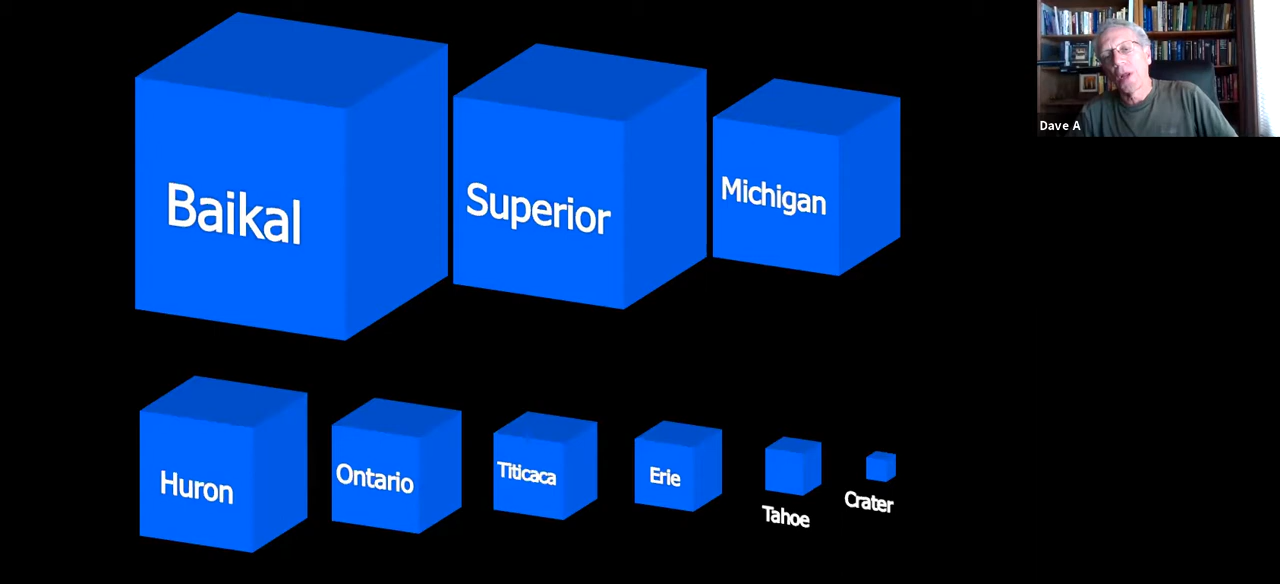 Dave A
Baikal
Superior
Michigan
Huron
Ontario
Titicaca
Erie
Tahoe
Crater